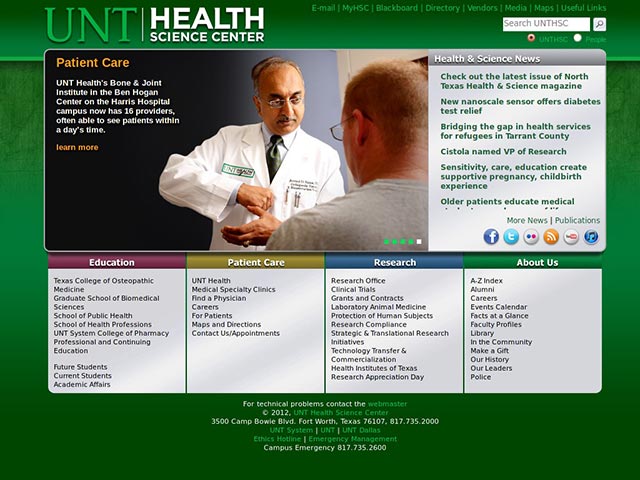 UNT HEALTH
SCIENCE CENTER
E-mail | MyHSC | Blackboard | Directory | Vendors | Media | Maps | Useful Links
Search UNTHSC
UNTHSC People
Patient Care
UNT Health's Bone & Joint
Institute in the Ben Hogan
Center on the Harris Hospital
campus now has 16 providers,
often able to see patients within
a day's time.
learn more
UNT
Health & Science News
Check out the latest issue of North
Texas Health & Science magazine
New nanoscale sensor offers diabetes
test relief
Bridging the gap in health services
for refugees in Tarrant County
Cistola named VP of Research
Sensitivity, care, education create
supportive pregnancy, childbirth
experience
Older patients educate medical
More News | Publications
Education
Texas College of Osteopathic
Medicine
Graduate School of Biomedical
Sciences
School of Public Health
School of Health Professions
UNT System College of Pharmacy
Professional and Continuing
Education
Future Students
Current Students
Academic Affairs
Patient Care
UNT Health
Medical Specialty Clinics
Find a Physician
Careers
For Patients
Maps and Directions
Contact Us/Appointments
Research
Research Office
Clinical Trials
Grants and Contracts
Laboratory Animal Medicine
Protection of Human Subjects
Research Compliance
Strategic & Translational Research
Initiatives
Technology Transfer &
Commercialization
Health Institutes of Texas
Research Appreciation Day
About Us
A-Z Index
Alumni
Careers
Events Calendar
Facts at a Glance
Faculty Profiles
Library
In the Community
Make a Gift
Our History
Our Leaders
Police
For technical problems contact the webmaster
© 2012, UNT Health Science Center
3500 Camp Bowie Blvd. Fort Worth, Texas 76107, 817.735.2000
UNT System | UNT | UNT Dallas
Ethics Hotline | Emergency Management
Campus Emergency 817.735.2600